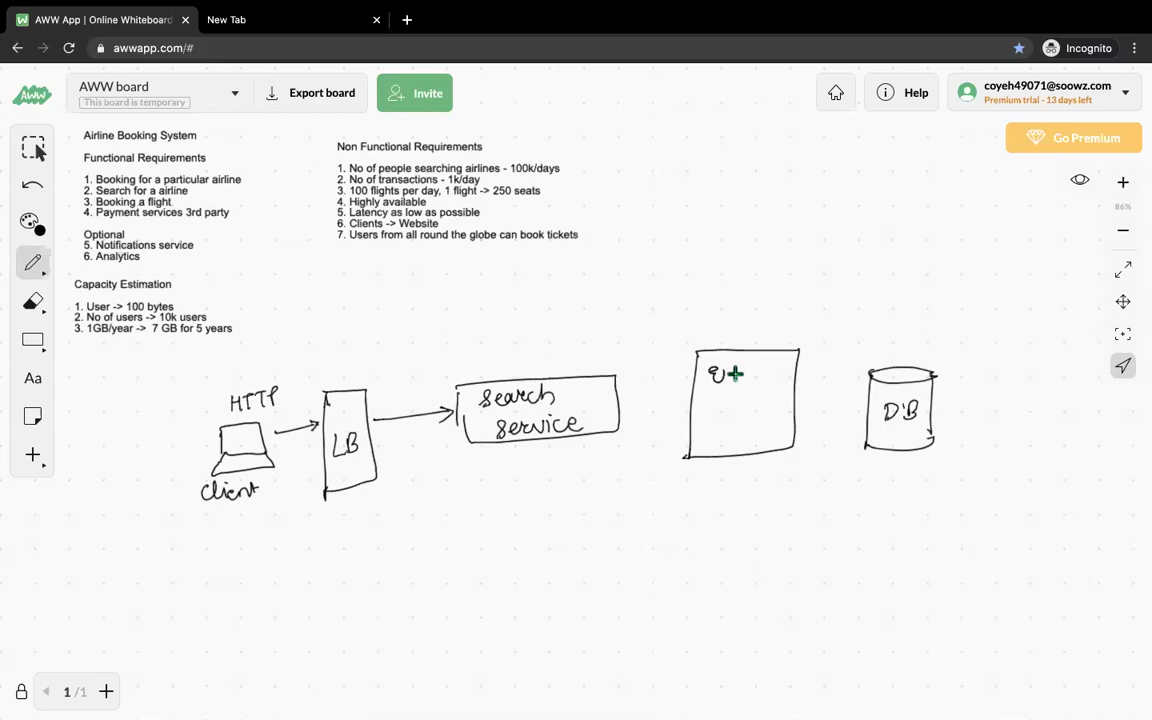 AWW App | Online Whiteboard
New Tab
awwapp.com/#
Incognito
AWW
AWW board
This board is temporary
Export board
Invite
Help
coyeh49071@soowz.com
Premium trial - 13 days left
Go Premium
Airline Booking System
Functional Requirements
1. Booking for a particular airline
2. Search for a airline
3. Booking a flight
4. Payment services 3rd party
Optional
5. Notifications service
6. Analytics
Non Functional Requirements
1. No of people searching airlines - 100k/days
2. No of transactions - 1k/day
3. 100 flights per day, 1 flight -> 250 seats
4. Highly available
5. Latency as low as possible
6. Clients -> Website
7. Users from all round the globe can book tickets
Capacity Estimation
1. User -> 100 bytes
2. No of users -> 10k users
3. 1GB/year -> 7 GB for 5 years
86%
Aa
HTTP
Client
LB
Search
service
DB
1 / 1